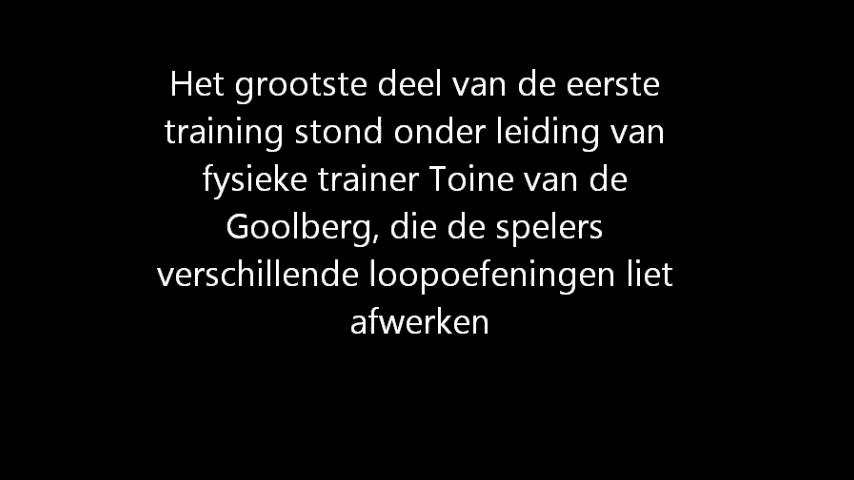 Het grootste deel van de eerste
training stond onder leiding van
fysieke trainer Toine van de
Goolberg, die de spelers
verschillende loopoefeningen liet
afwerken